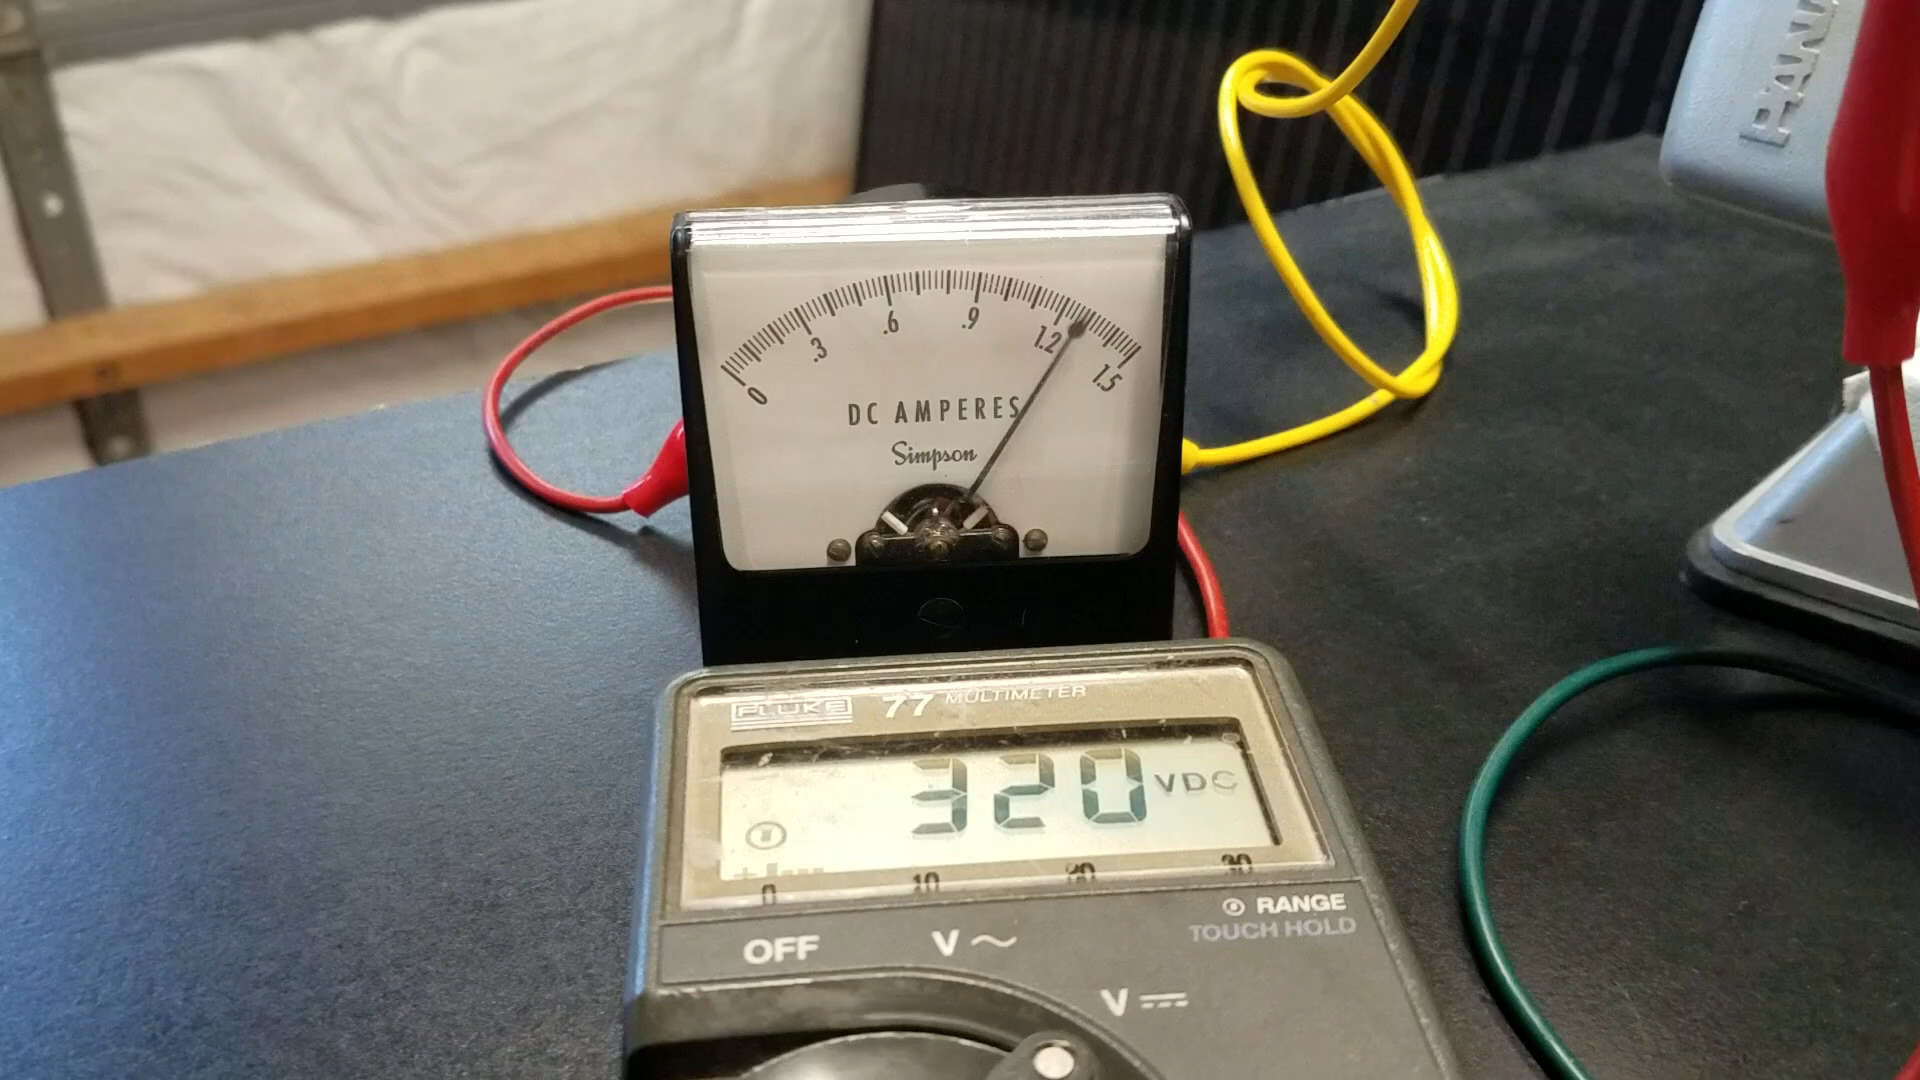 0 .3 .6 .9 1.2 1.5
DC AMPERES
Simpson
FLUKE 77 MULTIMETER
320 VDC
0 10 20 30
RANGE
TOUCH HOLD
OFF V~
V